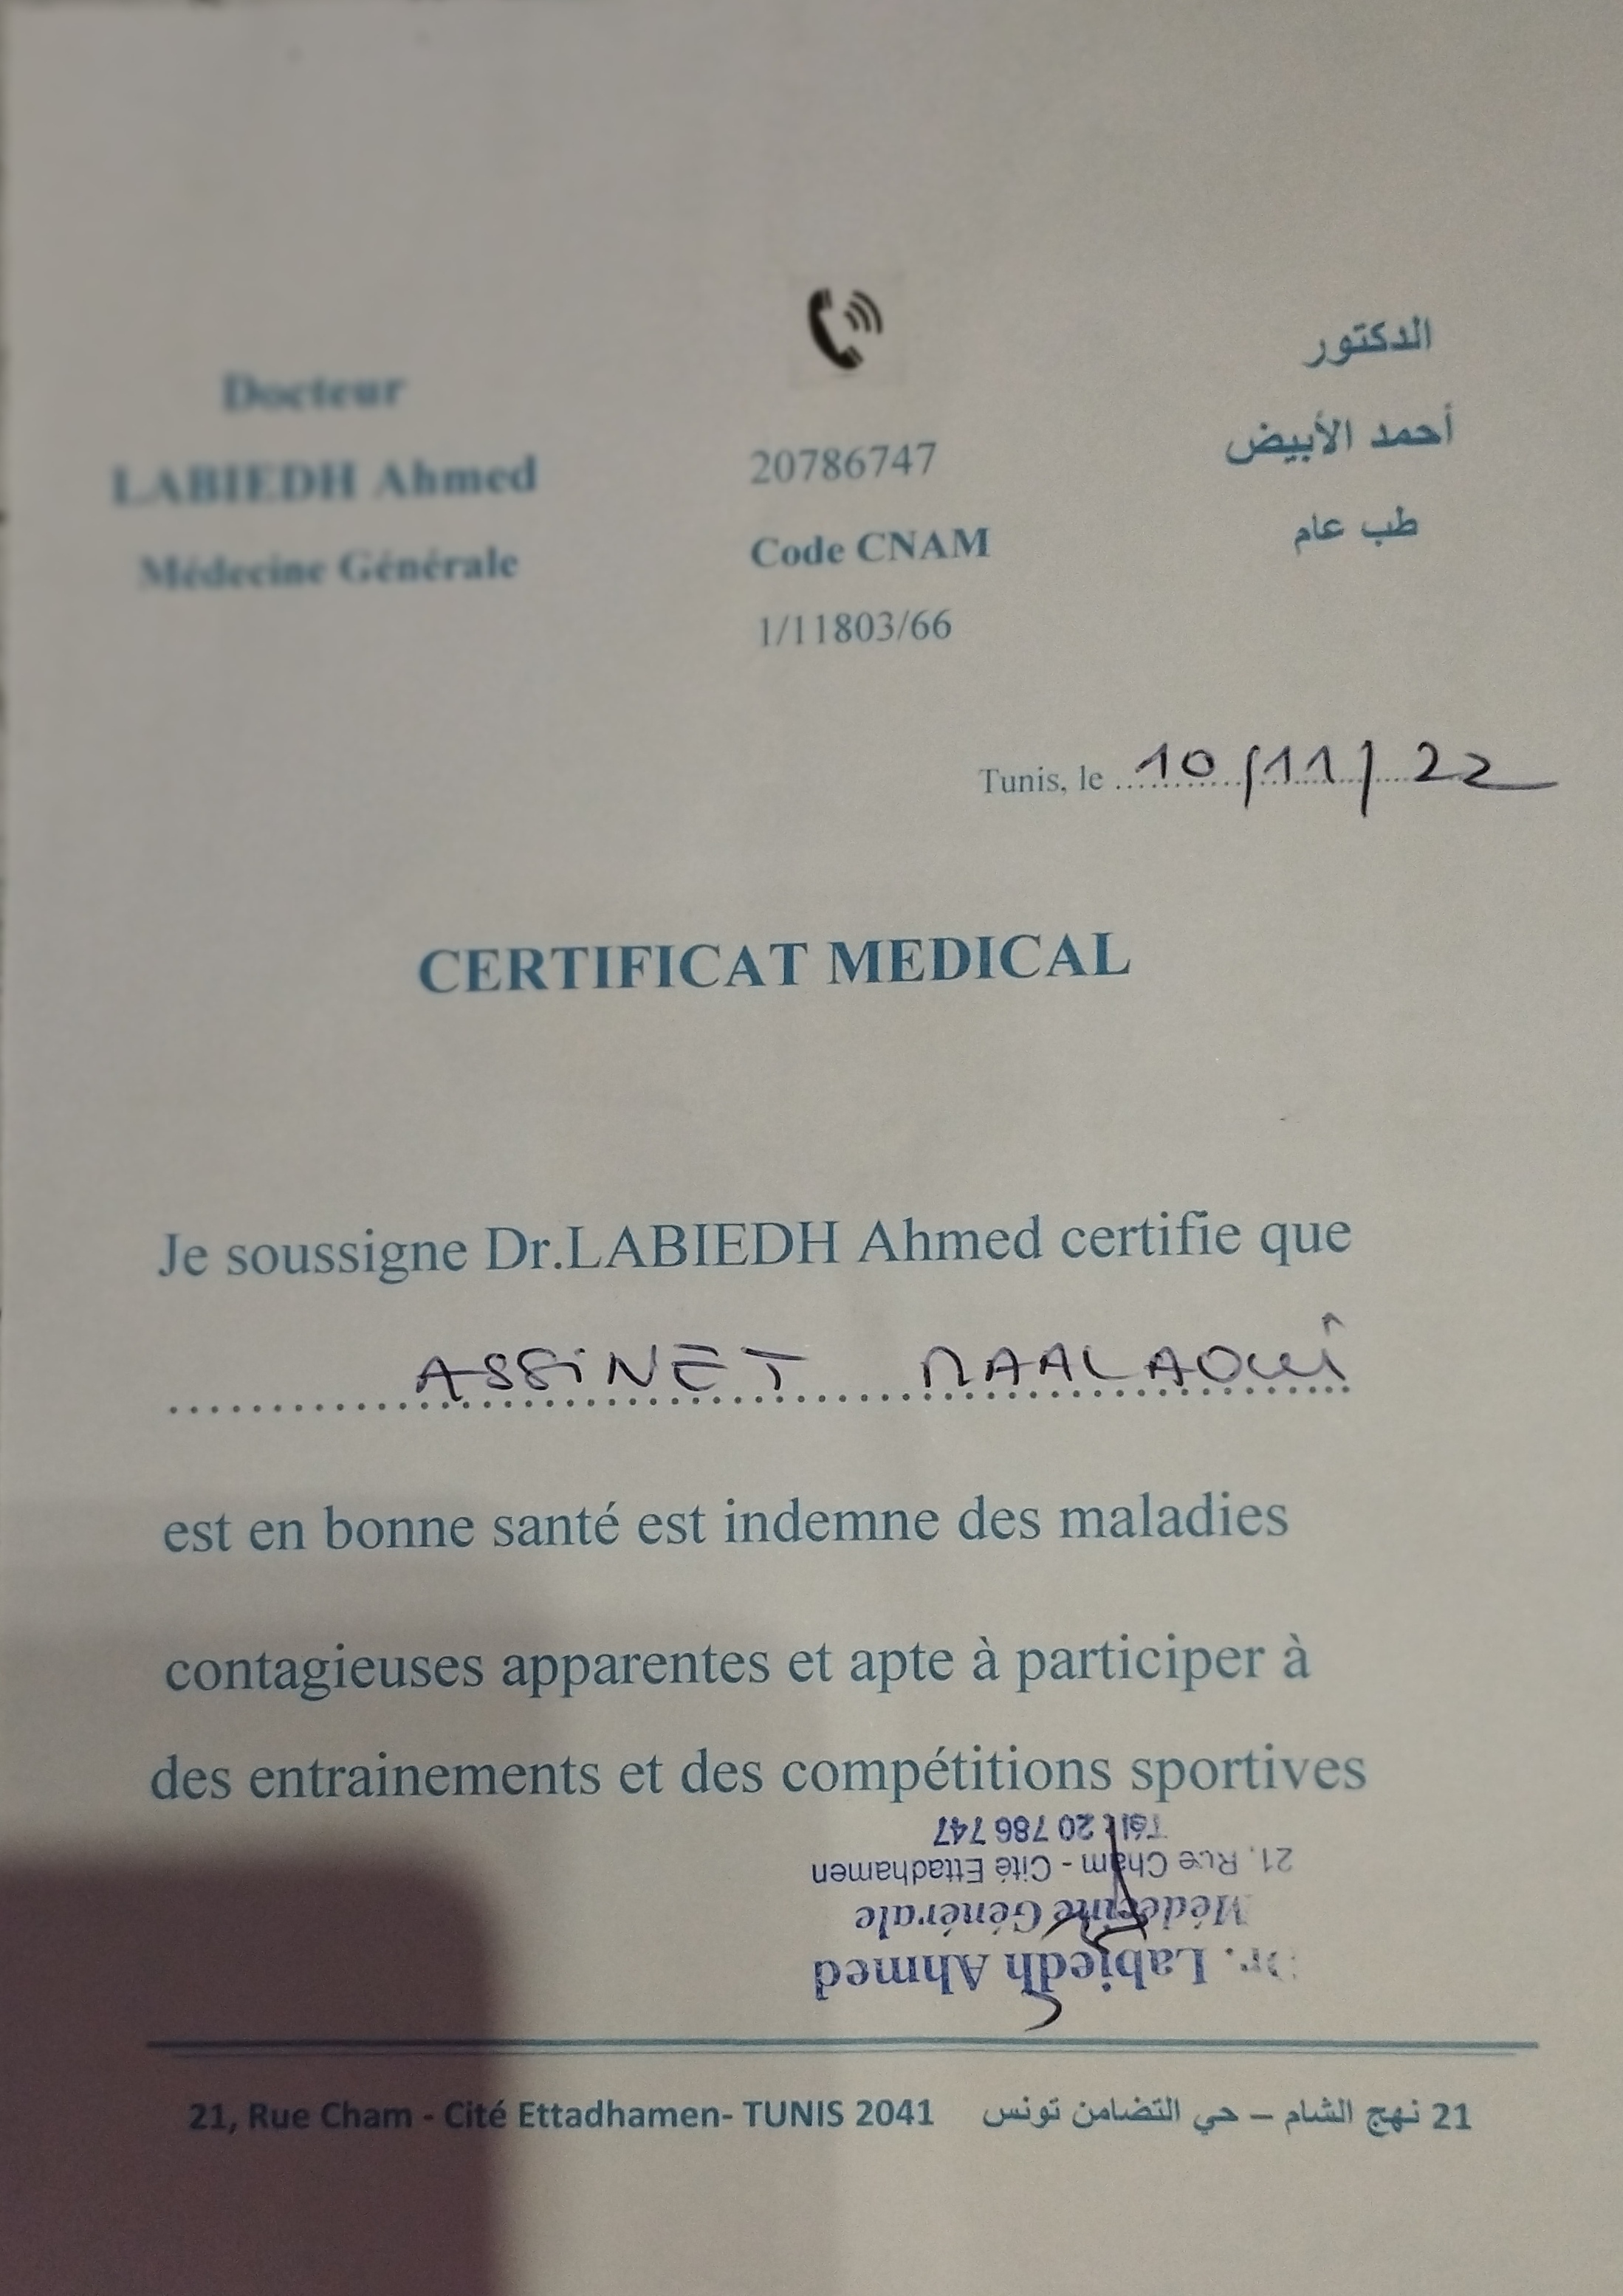 Docteur
LABIEDH Ahmed
Médecine Générale
20786747
Code CNAM
1/11803/66
الدكتور
أحمد الأبيض
طب عام
Tunis, le 10/11/22
CERTIFICAT MEDICAL
Je soussigne Dr.LABIEDH Ahmed certifie que
ASSINET MAALAOUI
est en bonne santé est indemne des maladies
contagieuses apparentes et apte à participer à
des entrainements et des compétitions sportives
Dr. Labiedh Ahmed
Médecine Générale
21, Rue Cham - Cité Ettadhamen
Tél: 20 786 747
21, Rue Cham - Cité Ettadhamen- TUNIS 2041
21 نهج الشام – حي التضامن تونس